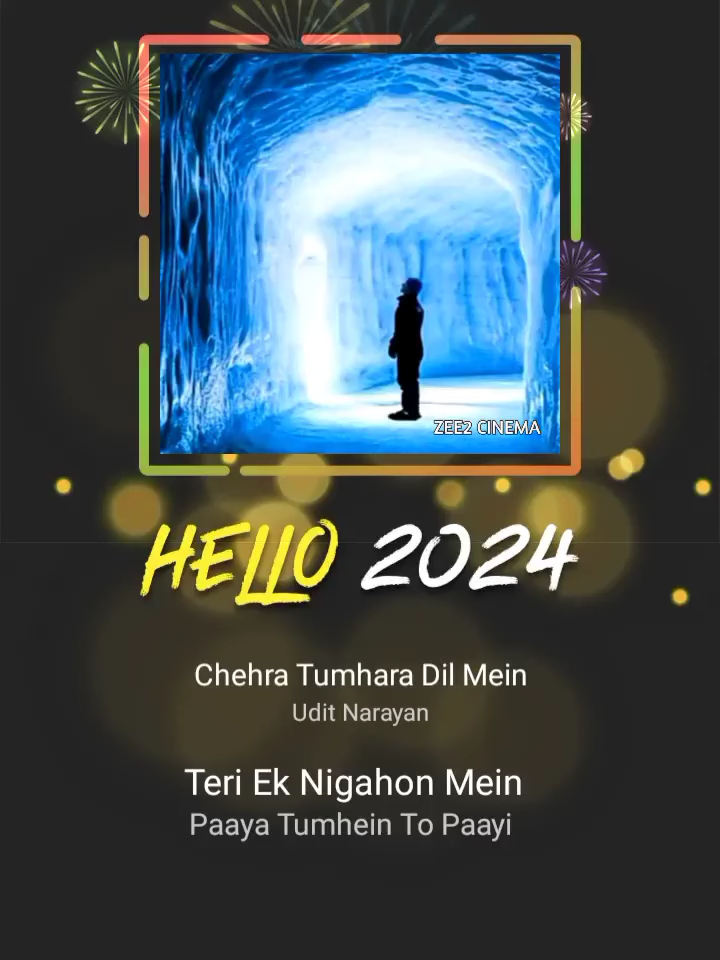 ZEE2 CINEMA
HELLO 2024
Chehra Tumhara Dil Mein
Udit Narayan
Teri Ek Nigahon Mein
Paaya Tumhein To Paayi